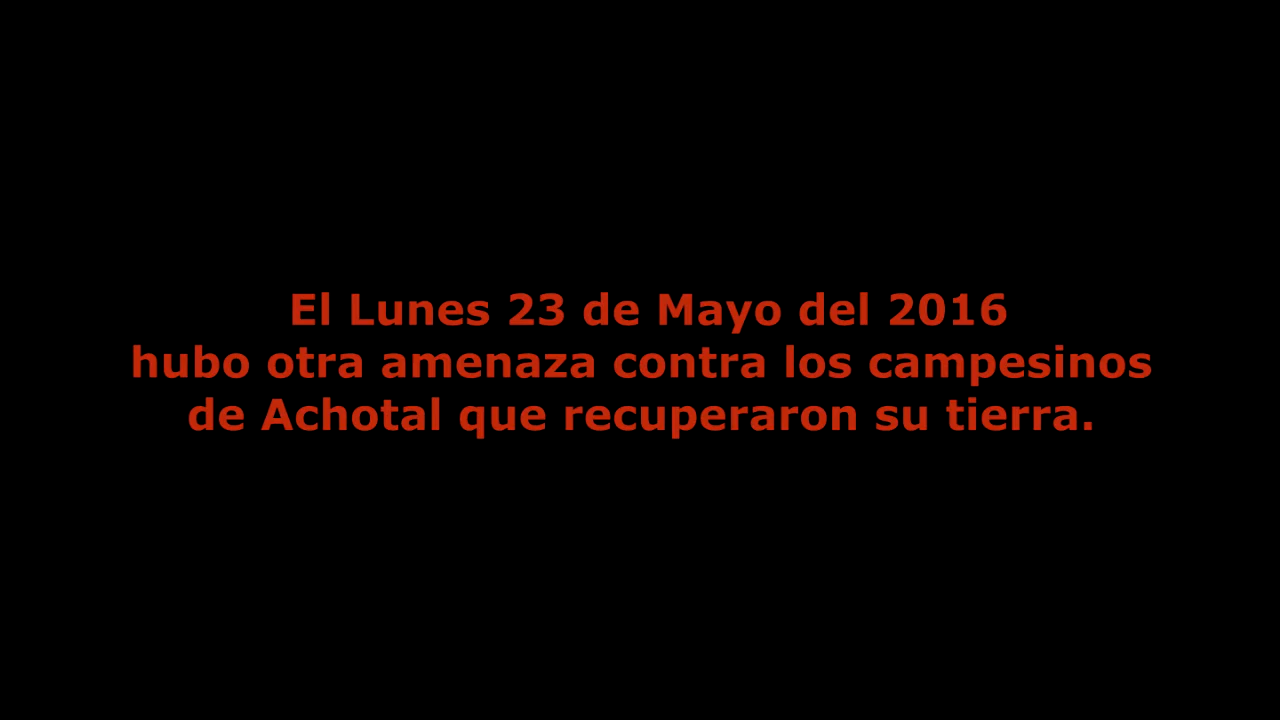 El Lunes 23 de Mayo del 2016
hubo otra amenaza contra los campesinos
de Achotal que recuperaron su tierra.